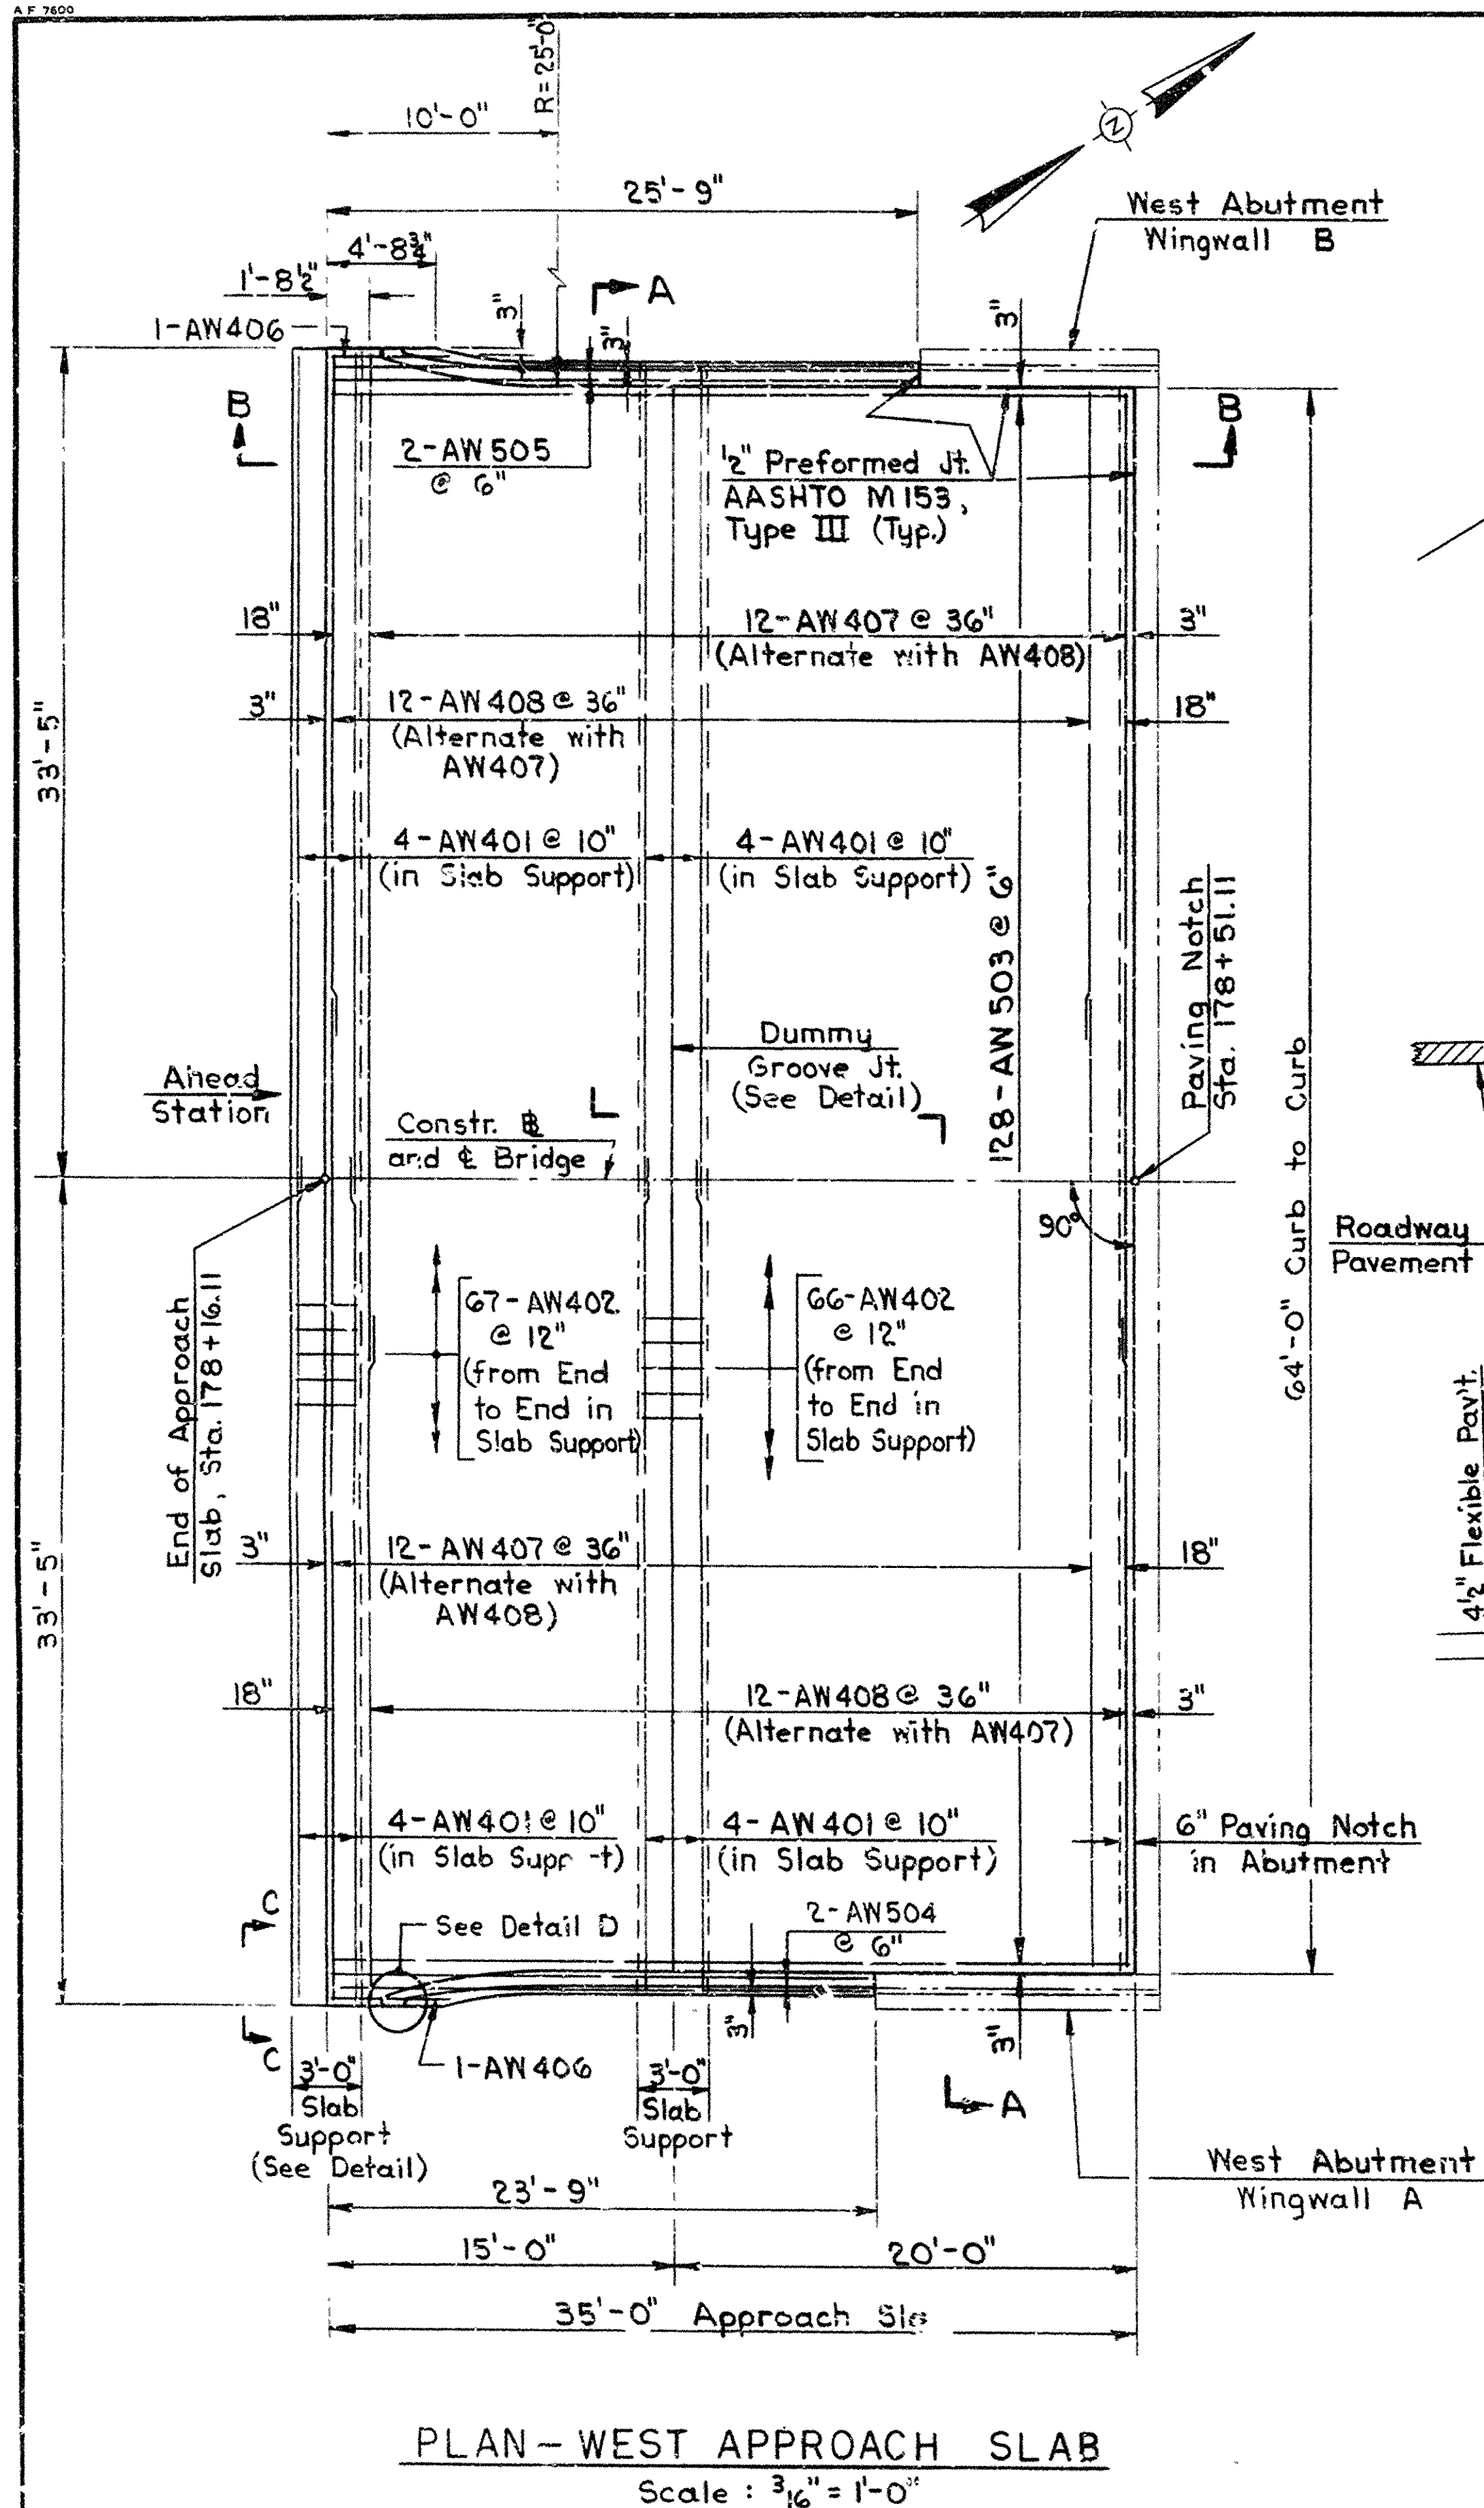 A F 7600
R=25'-0"
10'-0"
25'-9"
4'-8¾"
1'-8½"
3"
3"
3"
A
N
West Abutment
Wingwall B
1-AW406
B
B
2-AW505
@ 6"
½" Preformed Jt.
AASHTO M153,
Type III (Typ.)
18"
12-AW407 @ 36"
(Alternate with AW408)
3"
3"
12-AW408 @ 36"
(Alternate with
AW407)
18"
33'-5"
4-AW401 @ 10"
(in Slab Support)
4-AW401 @ 10"
(in Slab Support)
128-AW503 @ 6"
Paving Notch
Sta. 178+51.11
Dummy
Groove Jt.
(See Detail)
Ahead
Station
Constr. ℄
and ℄ Bridge
90°
64'-0" Curb to Curb
Roadway
Pavement
67-AW402
@ 12"
(from End
to End in
Slab Support)
66-AW402
@ 12"
(from End
to End in
Slab Support)
End of Approach
Slab, Sta. 178+16.11
4½" Flexible Pav't.
33'-5"
3"
12-AW407 @ 36"
(Alternate with
AW408)
18"
18"
12-AW408 @ 36"
(Alternate with AW407)
3"
4-AW401 @ 10"
(in Slab Supp -t)
4-AW401 @ 10"
(in Slab Support)
6" Paving Notch
in Abutment
C
See Detail D
2-AW504
@ 6"
3"
3"
C
1-AW406
3'-0"
Slab
Support
(See Detail)
3'-0"
Slab
Support
A
West Abutment
Wingwall A
23'-9"
15'-0"
20'-0"
35'-0" Approach Sla
PLAN-WEST APPROACH SLAB
Scale : 3/16" = 1'-0"